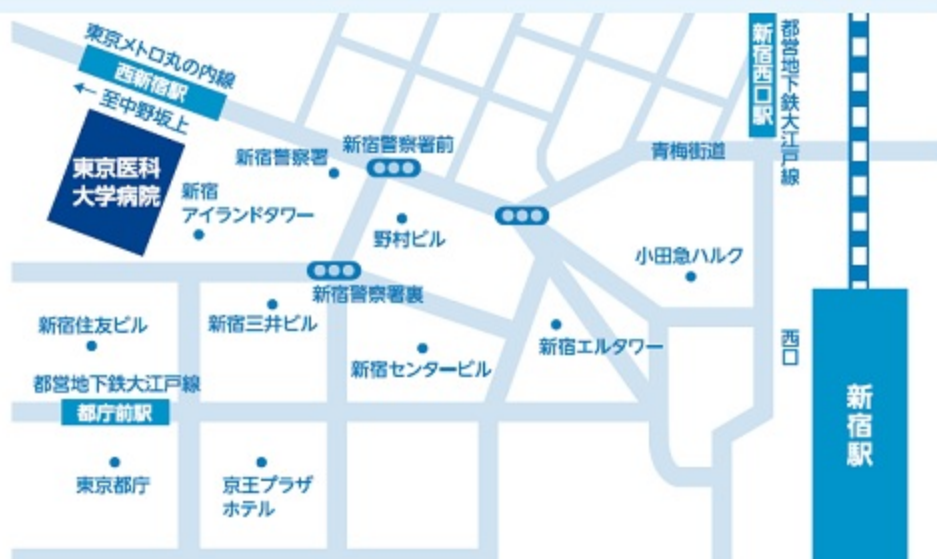 東京メトロ丸の内線
西新宿駅
← 至中野坂上
東京医科
大学病院
新宿警察署
新宿警察署前
新宿
アイランドタワー
野村ビル
新宿西口駅
都営地下鉄大江戸線
青梅街道
小田急ハルク
新宿警察署裏
新宿住友ビル
新宿三井ビル
新宿センタービル
新宿エルタワー
西口
都営地下鉄大江戸線
都庁前駅
新宿駅
東京都庁
京王プラザ
ホテル